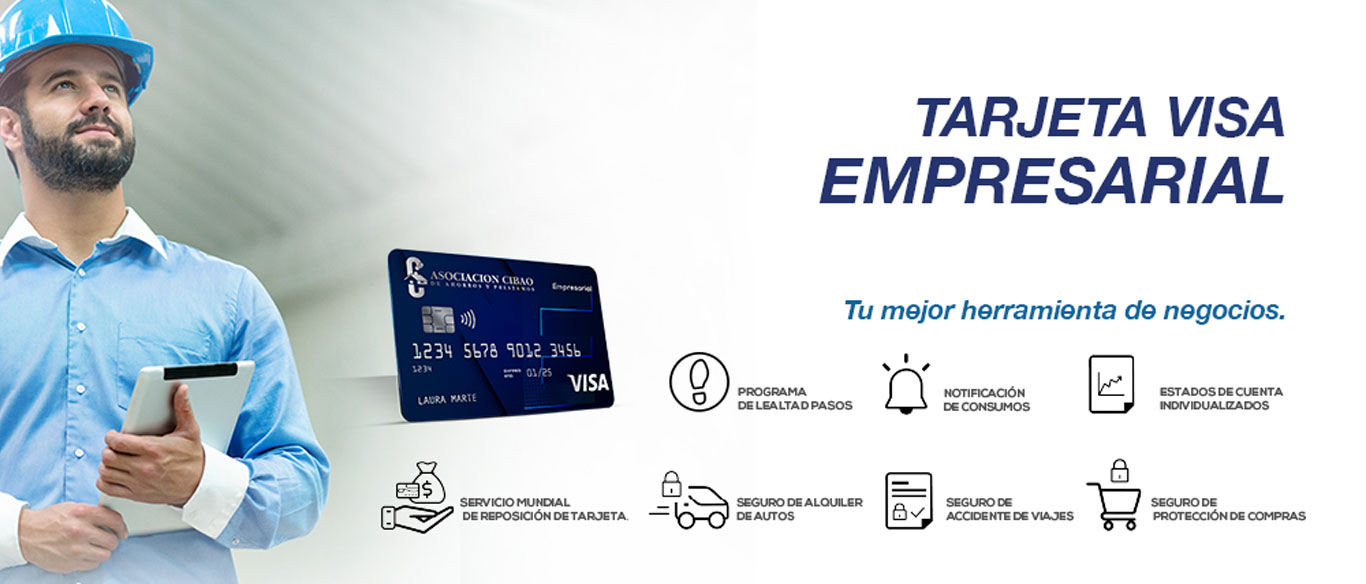 TARJETA VISA
EMPRESARIAL
Tu mejor herramienta de negocios.
ASOCIACION CIBAO
DE AHORROS Y PRESTAMOS
Empresarial
1234 5678 9012 3456
1234
01/25
VISA
LAURA MARTE
PROGRAMA
DE LEALTAD PASOS
NOTIFICACIÓN
DE CONSUMOS
ESTADOS DE CUENTA
INDIVIDUALIZADOS
$
SERVICIO MUNDIAL
DE REPOSICIÓN DE TARJETA.
SEGURO DE ALQUILER
DE AUTOS
SEGURO DE
ACCIDENTE DE VIAJES
SEGURO DE
PROTECCIÓN DE COMPRAS